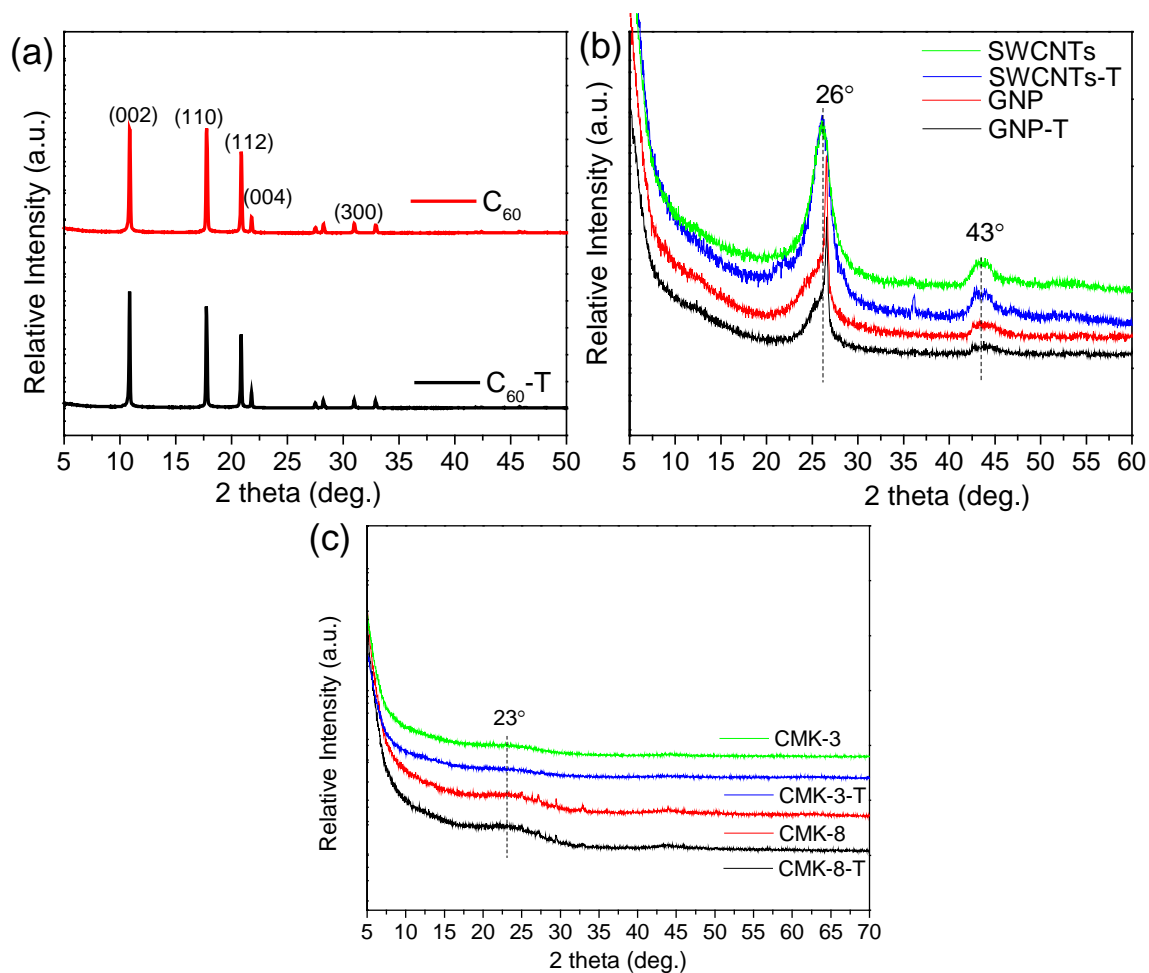 (a)
(002)
(110)
(112)
(004)
(300)
C₆₀
C₆₀-T
Relative Intensity (a.u.)
5 10 15 20 25 30 35 40 45 50
2 theta (deg.)
(b)
SWCNTs
SWCNTs-T
GNP
GNP-T
26°
43°
Relative Intensity (a.u.)
5 10 15 20 25 30 35 40 45 50 55 60
2 theta (deg.)
(c)
23°
CMK-3
CMK-3-T
CMK-8
CMK-8-T
Relative Intensity (a.u.)
5 10 15 20 25 30 35 40 45 50 55 60 65 70
2 theta (deg.)